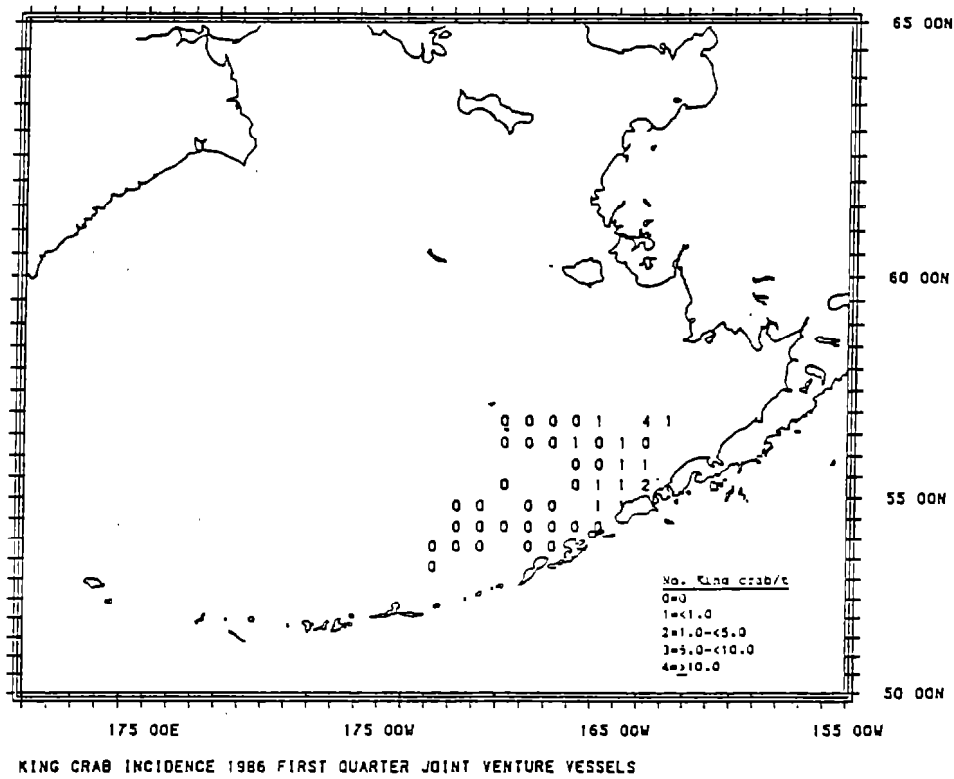 65 00N
60 00N
0 0 0 0 1 4 1
0 0 0 1 0 1 0
0 0 1 1
0 0 1 1 2
55 00N
0 0 0 0 1
0 0 0 0 0 0 0
0 0 0 0 0
0
No. King crab/t
0=0
1=<1.0
2=1.0-<5.0
3=5.0-<10.0
4=≥10.0
50 00N
175 00E 175 00W 165 00W 155 00W
KING CRAB INCIDENCE 1986 FIRST QUARTER JOINT VENTURE VESSELS